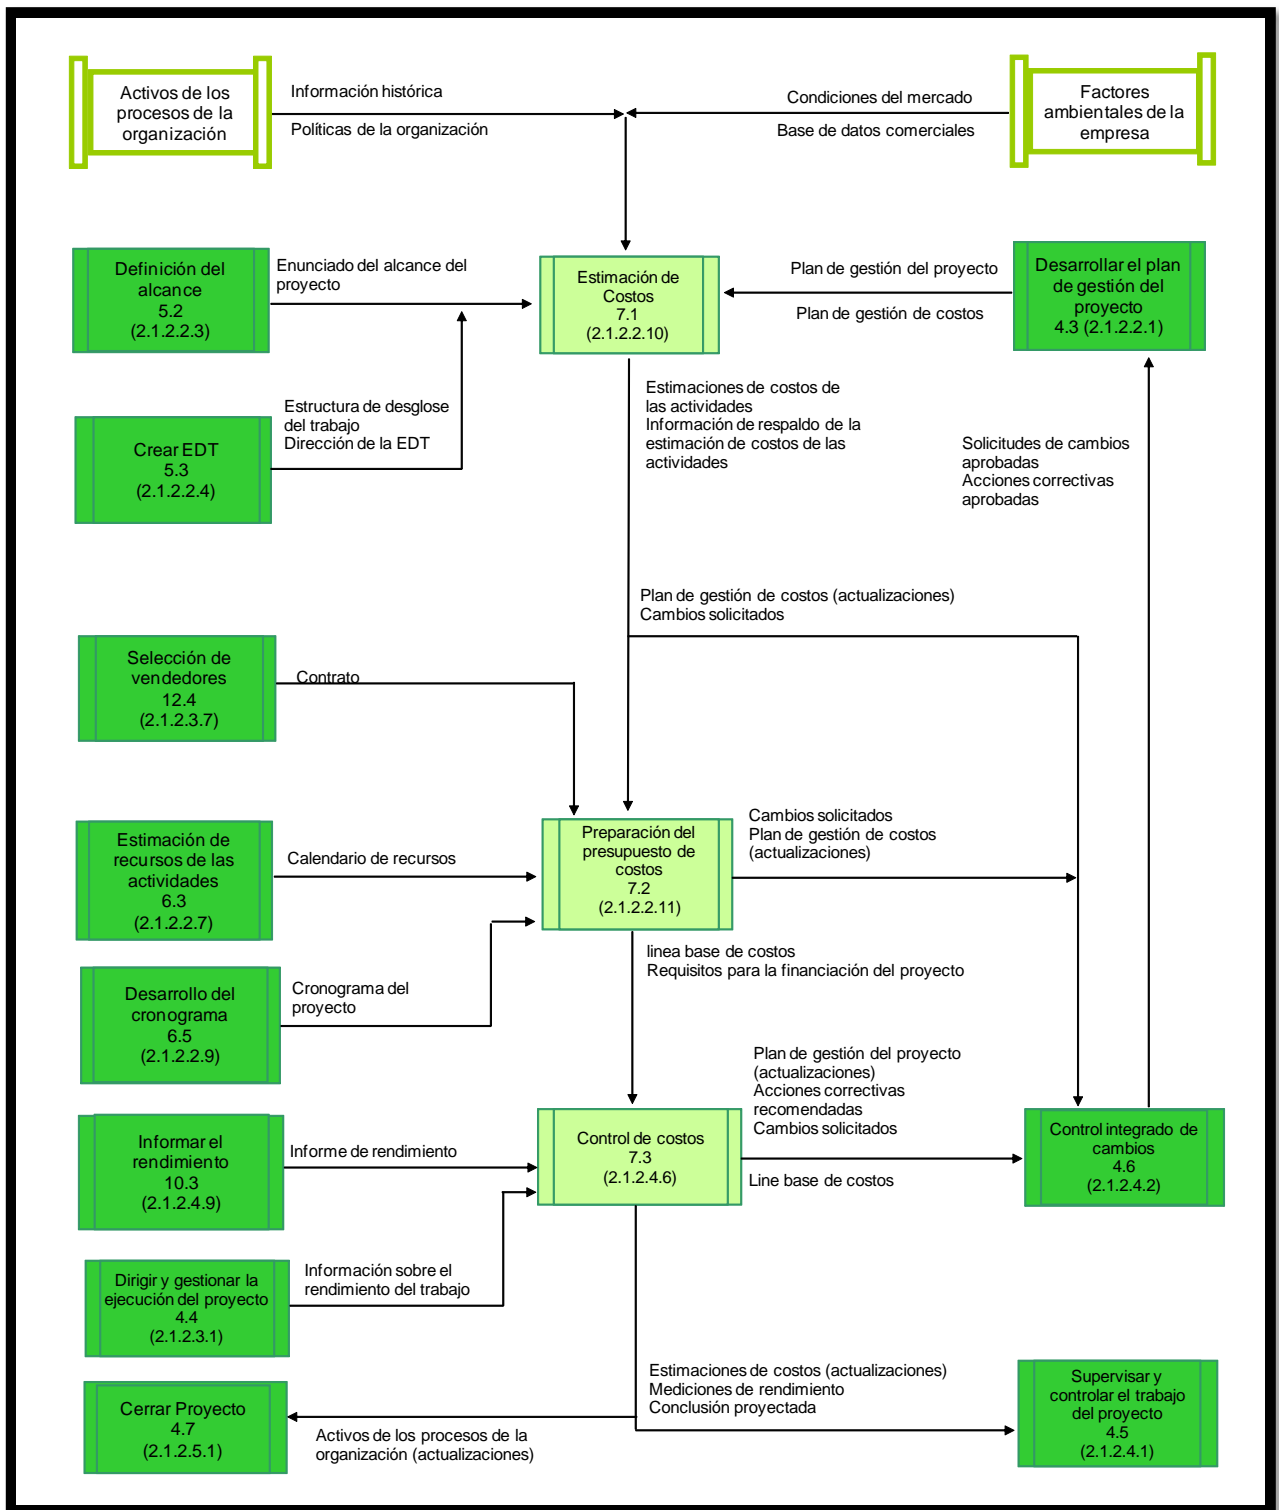 Activos de los
procesos de la
organización
Información histórica
Políticas de la organización
Condiciones del mercado
Base de datos comerciales
Factores
ambientales de la
empresa
Definición del
alcance
5.2
(2.1.2.2.3)
Enunciado del alcance del
proyecto
Estimación de
Costos
7.1
(2.1.2.2.10)
Plan de gestión del proyecto
Plan de gestión de costos
Desarrollar el plan
de gestión del
proyecto
4.3 (2.1.2.2.1)
Crear EDT
5.3
(2.1.2.2.4)
Estructura de desglose
del trabajo
Dirección de la EDT
Estimaciones de costos de
las actividades
Información de respaldo de la
estimación de costos de las
actividades
Solicitudes de cambios
aprobadas
Acciones correctivas
aprobadas
Plan de gestión de costos (actualizaciones)
Cambios solicitados
Selección de
vendedores
12.4
(2.1.2.3.7)
Contrato
Estimación de
recursos de las
actividades
6.3
(2.1.2.2.7)
Calendario de recursos
Preparación del
presupuesto de
costos
7.2
(2.1.2.2.11)
Cambios solicitados
Plan de gestión de costos
(actualizaciones)
Desarrollo del
cronograma
6.5
(2.1.2.2.9)
Cronograma del
proyecto
linea base de costos
Requisitos para la financiación del proyecto
Informar el
rendimiento
10.3
(2.1.2.4.9)
Informe de rendimiento
Control de costos
7.3
(2.1.2.4.6)
Plan de gestión del proyecto
(actualizaciones)
Acciones correctivas
recomendadas
Cambios solicitados
Line base de costos
Control integrado de
cambios
4.6
(2.1.2.4.2)
Dirigir y gestionar la
ejecución del proyecto
4.4
(2.1.2.3.1)
Información sobre el
rendimiento del trabajo
Cerrar Proyecto
4.7
(2.1.2.5.1)
Activos de los procesos de la
organización (actualizaciones)
Estimaciones de costos (actualizaciones)
Mediciones de rendimiento
Conclusión proyectada
Supervisar y
controlar el trabajo
del proyecto
4.5
(2.1.2.4.1)